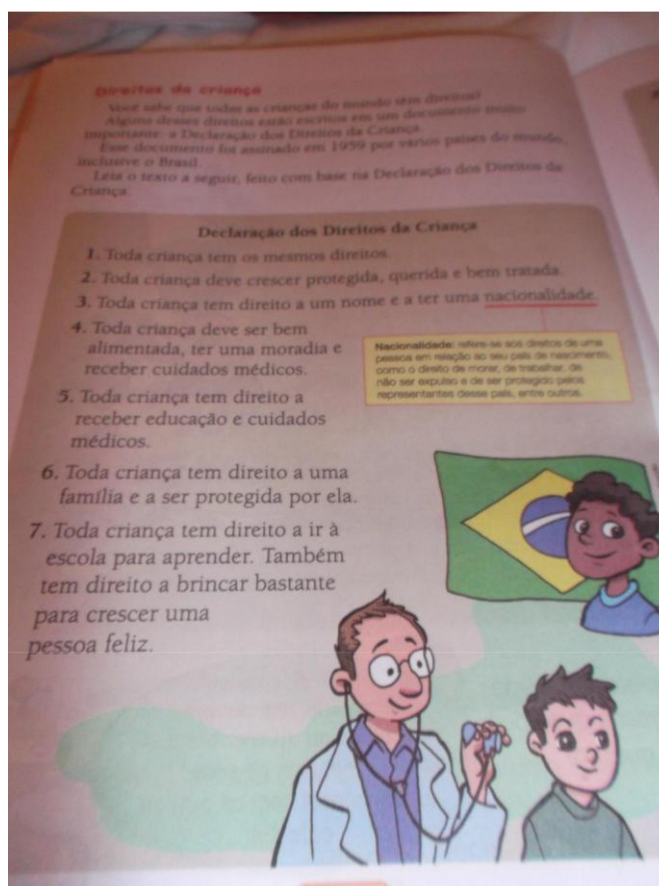 Direitos da criança
Você sabe que todas as crianças do mundo têm direitos?
Alguns desses direitos estão escritos em um documento muito
importante: a Declaração dos Direitos da Criança.
Esse documento foi assinado em 1959 por vários países do mundo,
inclusive o Brasil.
Leia o texto a seguir, feito com base na Declaração dos Direitos da
Criança.
Declaração dos Direitos da Criança
1. Toda criança tem os mesmos direitos.
2. Toda criança deve crescer protegida, querida e bem tratada.
3. Toda criança tem direito a um nome e a ter uma nacionalidade.
4. Toda criança deve ser bem
alimentada, ter uma moradia e
receber cuidados médicos.
Nacionalidade: refere-se aos direitos de uma
pessoa em relação ao seu país de nascimento,
como o direito de morar, de trabalhar, de
não ser expulso e de ser protegido pelos
representantes desse país, entre outros.
5. Toda criança tem direito a
receber educação e cuidados
médicos.
6. Toda criança tem direito a uma
família e a ser protegida por ela.
7. Toda criança tem direito a ir à
escola para aprender. Também
tem direito a brincar bastante
para crescer uma
pessoa feliz.